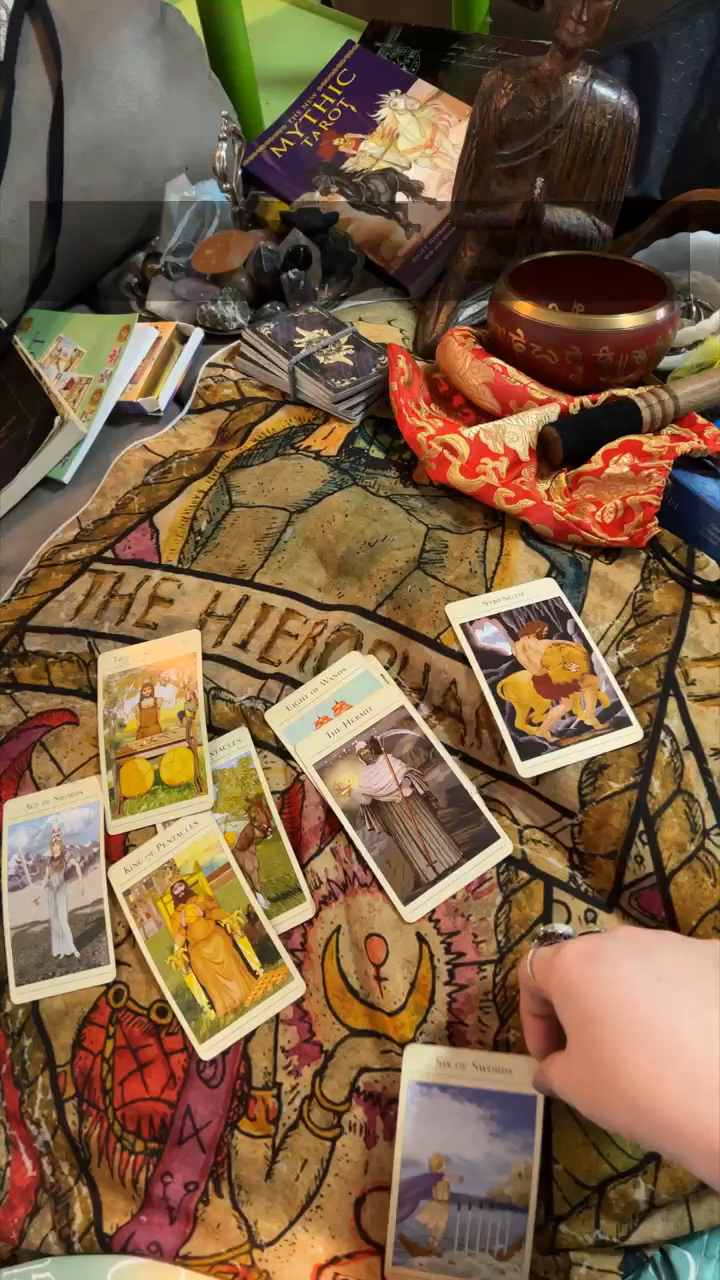 THE NEW
MYTHIC
TAROT
THE HIEROPHAN
STRENGTH
EIGHT OF WANDS
THE HERMIT
ACE OF SWORDS
KING OF PENTACLES
SIX OF SWORDS